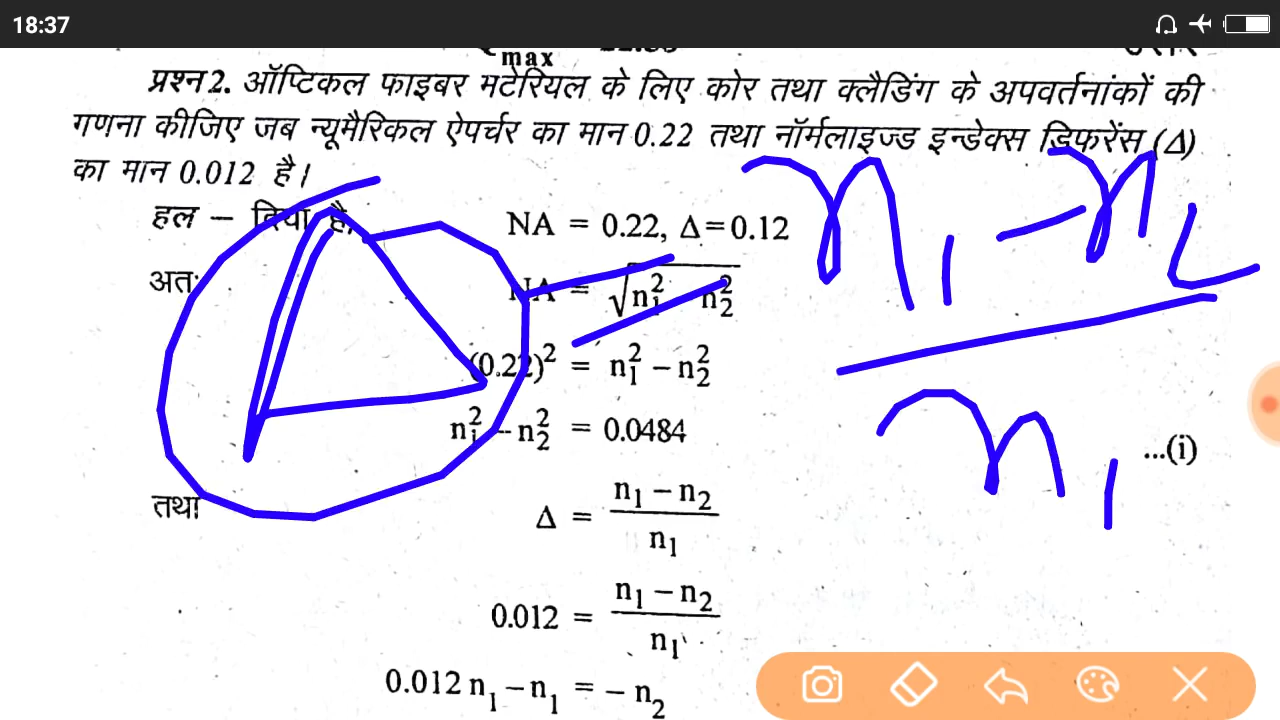 18:37
max
प्रश्न 2. ऑप्टिकल फाइबर मटेरियल के लिए कोर तथा क्लैडिंग के अपवर्तनांकों की
गणना कीजिए जब न्यूमैरिकल ऐपर्चर का मान 0.22 तथा नॉर्मलाइज्ड इन्डेक्स डिफरेंस (Δ)
का मान 0.012 है।
हल – दिया है, NA = 0.22, Δ=0.12
अतः NA = √n₁² n₂²
(0.22)² = n₁² – n₂²
n₁² – n₂² = 0.0484 ...(i)
तथा Δ = (n₁ – n₂)/n₁
0.012 = (n₁ – n₂)/n₁
0.012 n₁ – n₁ = – n₂
n₁ – n₂
n₁